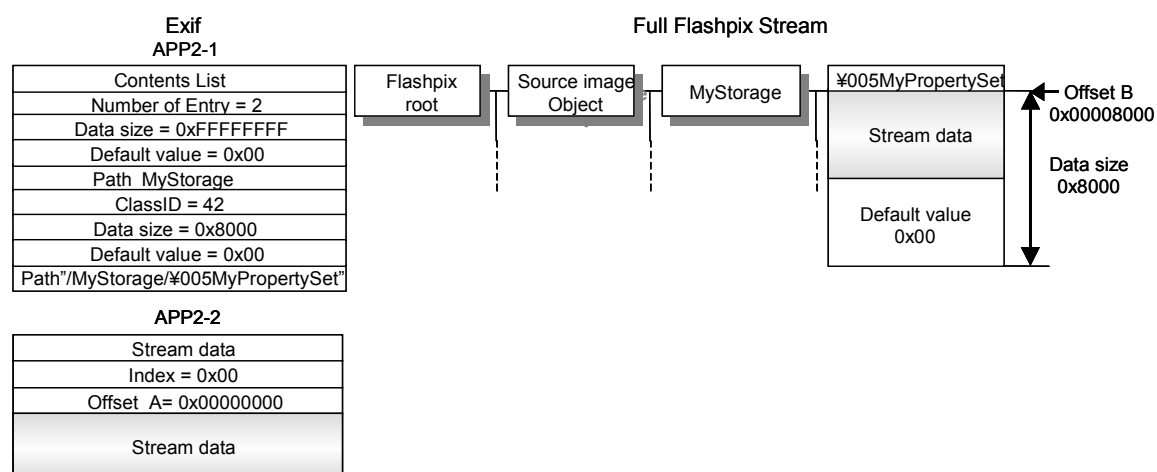 Exif
APP2-1
Contents List
Number of Entry = 2
Data size = 0xFFFFFFFF
Default value = 0x00
Path MyStorage
ClassID = 42
Data size = 0x8000
Default value = 0x00
Path"/MyStorage/¥005MyPropertySet"
APP2-2
Stream data
Index = 0x00
Offset A= 0x00000000
Stream data
Full Flashpix Stream
Flashpix
root
Source image
Object
MyStorage
¥005MyPropertySet
Stream data
Default value
0x00
Offset B
0x00008000
Data size
0x8000